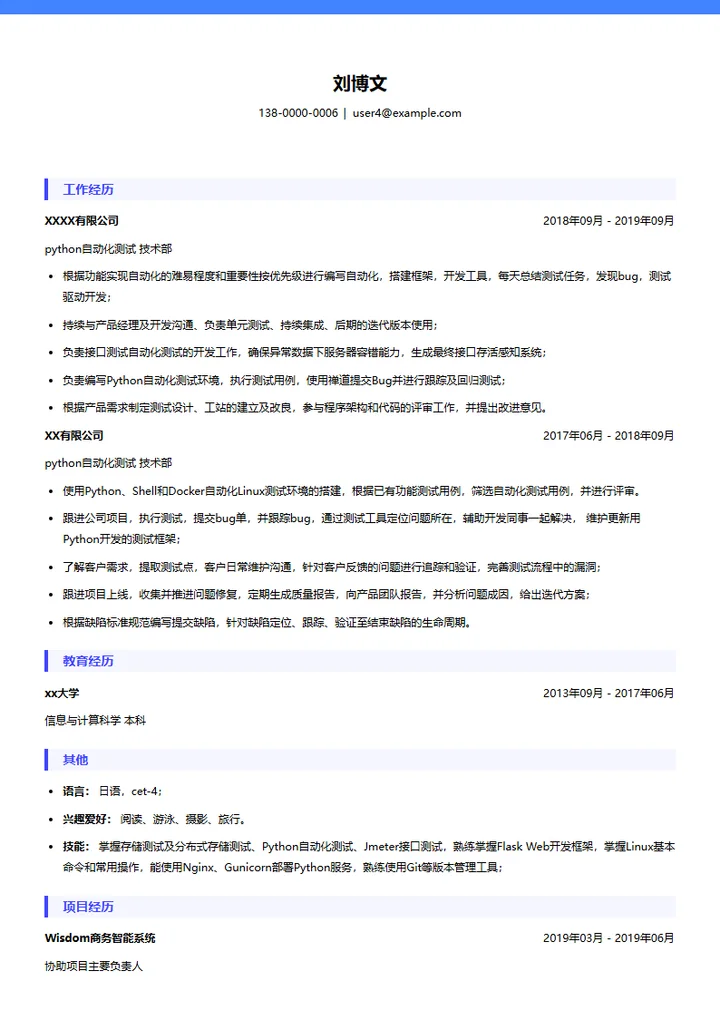 刘博文
138-0000-0006 | user4@example.com
工作经历
XXXX有限公司 2018年09月 - 2019年09月
python自动化测试 技术部
• 根据功能实现自动化的难易程度和重要性按优先级进行编写自动化，搭建框架，开发工具，每天总结测试任务，发现bug，测试
驱动开发；
• 持续与产品经理及开发沟通、负责单元测试、持续集成、后期的迭代版本使用；
• 负责接口测试自动化测试的开发工作，确保异常数据下服务器容错能力，生成最终接口存活感知系统；
• 负责编写Python自动化测试环境，执行测试用例，使用禅道提交Bug并进行跟踪及回归测试；
• 根据产品需求制定测试设计、工站的建立及改良，参与程序架构和代码的评审工作，并提出改进意见。
XX有限公司 2017年06月 - 2018年09月
python自动化测试 技术部
• 使用Python、Shell和Docker自动化Linux测试环境的搭建，根据已有功能测试用例，筛选自动化测试用例，并进行评审。
• 跟进公司项目，执行测试，提交bug单，并跟踪bug，通过测试工具定位问题所在，辅助开发同事一起解决， 维护更新用
Python开发的测试框架；
• 了解客户需求，提取测试点，客户日常维护沟通，针对客户反馈的问题进行追踪和验证，完善测试流程中的漏洞；
• 跟进项目上线，收集并推进问题修复，定期生成质量报告，向产品团队报告，并分析问题成因，给出迭代方案；
• 根据缺陷标准规范编写提交缺陷，针对缺陷定位、跟踪、验证至结束缺陷的生命周期。
教育经历
xx大学 2013年09月 - 2017年06月
信息与计算科学 本科
其他
• 语言： 日语，cet-4；
• 兴趣爱好： 阅读、游泳、摄影、旅行。
• 技能： 掌握存储测试及分布式存储测试、Python自动化测试、Jmeter接口测试，熟练掌握Flask Web开发框架，掌握Linux基本
命令和常用操作，能使用Nginx、Gunicorn部署Python服务，熟练使用Git等版本管理工具；
项目经历
Wisdom商务智能系统 2019年03月 - 2019年06月
协助项目主要负责人